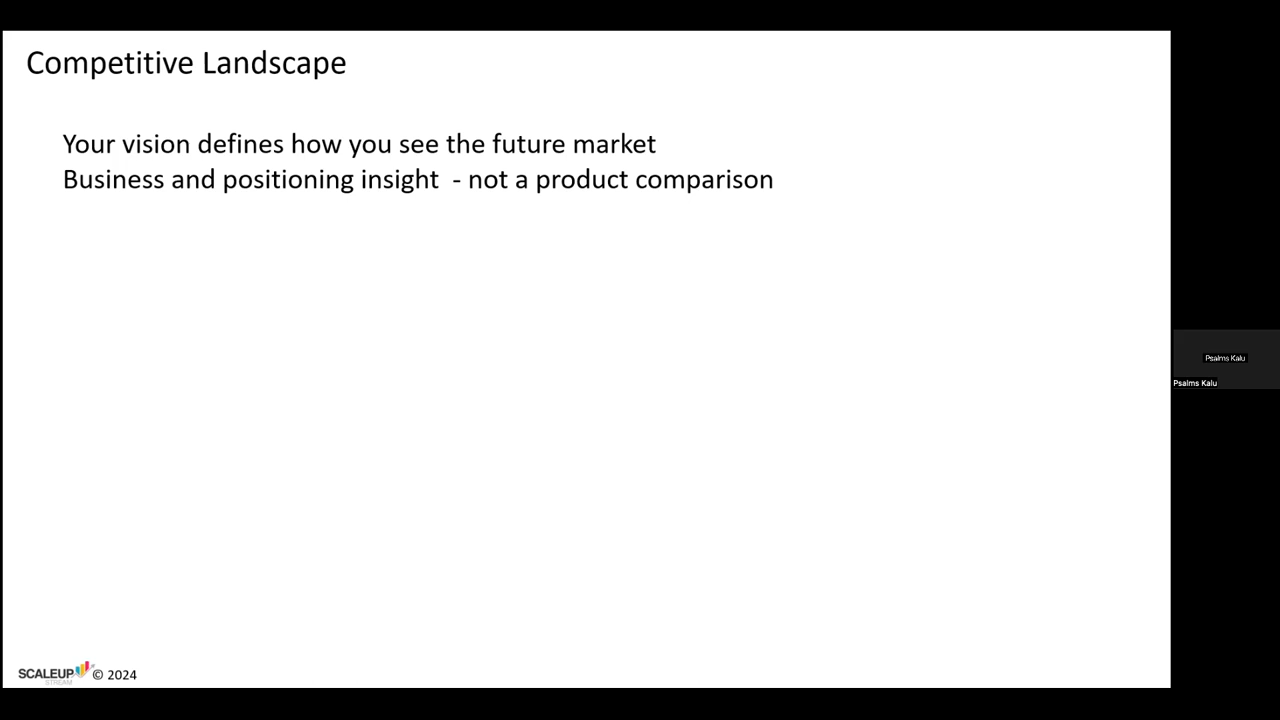 Competitive Landscape
Your vision defines how you see the future market
Business and positioning insight - not a product comparison
Psalms Kalu
Psalms Kalu
SCALEUP
STREAM
© 2024